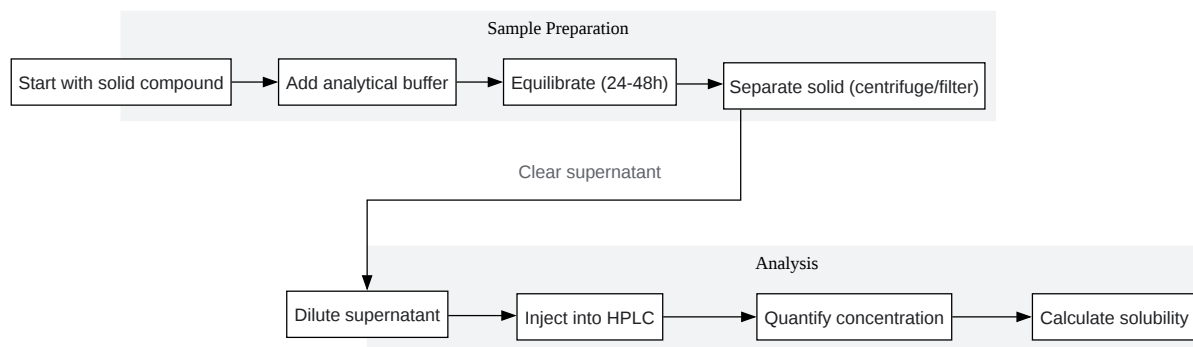 Sample Preparation
Start with solid compound
Add analytical buffer
Equilibrate (24-48h)
Separate solid (centrifuge/filter)
Clear supernatant
Analysis
Dilute supernatant
Inject into HPLC
Quantify concentration
Calculate solubility